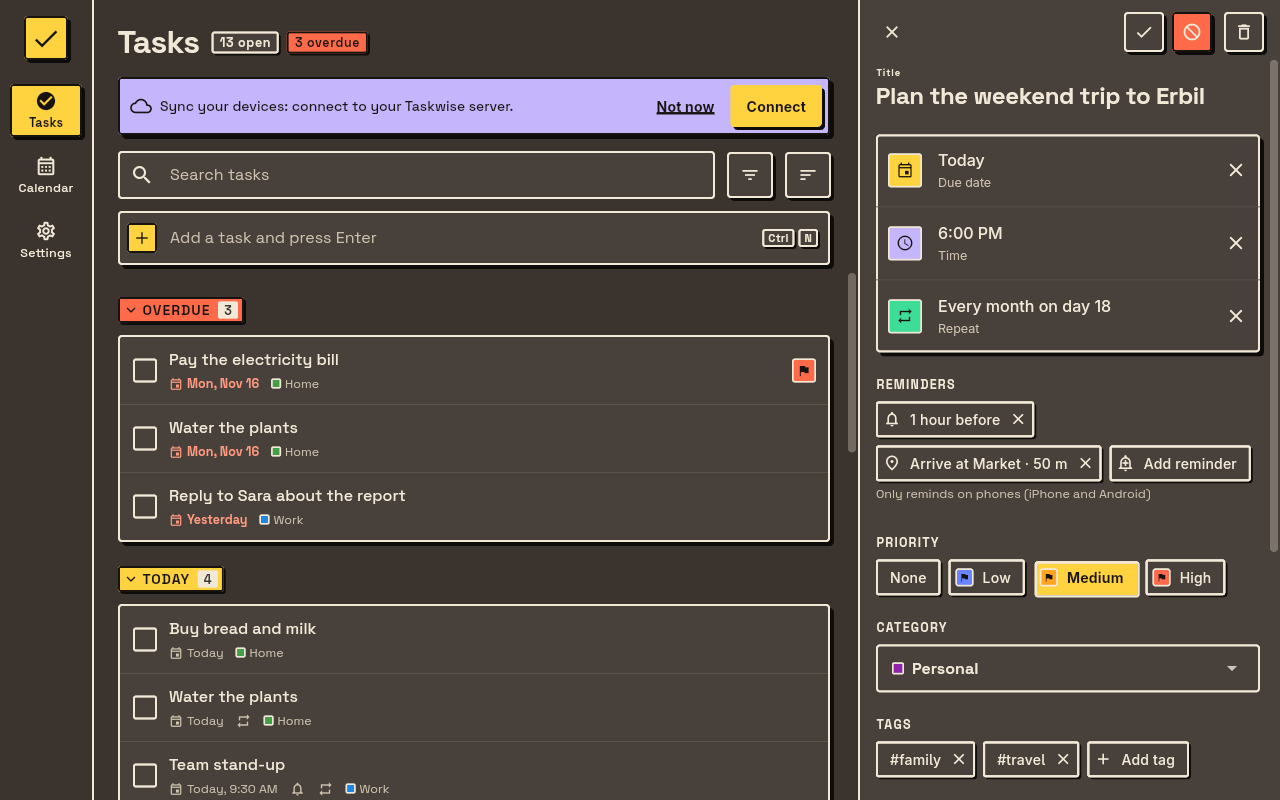 Tasks
Calendar
Settings
Tasks
13 open
3 overdue
Sync your devices: connect to your Taskwise server.
Not now
Connect
Search tasks
Add a task and press Enter
Ctrl N
OVERDUE 3
Pay the electricity bill
Mon, Nov 16 Home
Water the plants
Mon, Nov 16 Home
Reply to Sara about the report
Yesterday Work
TODAY 4
Buy bread and milk
Today Home
Water the plants
Today Home
Team stand-up
Today, 9:30 AM Work
Title
Plan the weekend trip to Erbil
Today
Due date
6:00 PM
Time
Every month on day 18
Repeat
REMINDERS
1 hour before
Arrive at Market · 50 m
Add reminder
Only reminds on phones (iPhone and Android)
PRIORITY
None Low Medium High
CATEGORY
Personal
TAGS
#family #travel Add tag